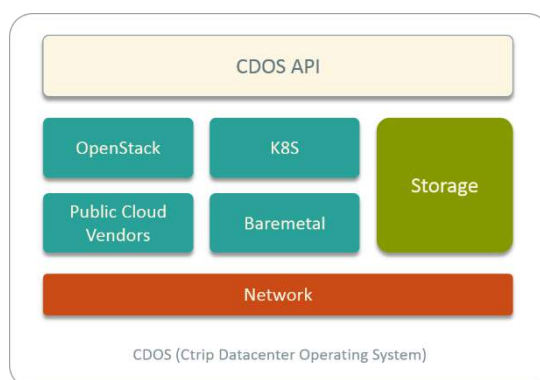 CDOS API
OpenStack
K8S
Storage
Public Cloud
Vendors
Baremetal
Network
CDOS (Ctrip Datacenter Operating System)